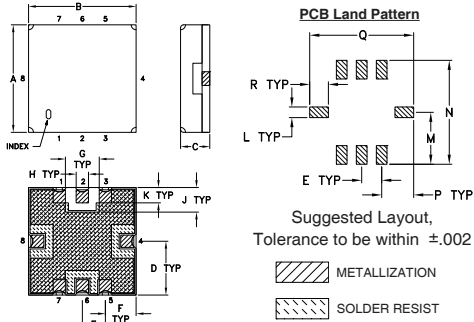 B
7 6 5
A
8
4
INDEX
1 2 3
C
G
TYP
H TYP
1 2 3
K TYP
J TYP
8
4
D
TYP
7
6
5
F
TYP
PCB Land Pattern
Q
R TYP
L TYP
N
M
E TYP
P TYP
Suggested Layout,
Tolerance to be within ±.002
METALLIZATION
SOLDER RESIST